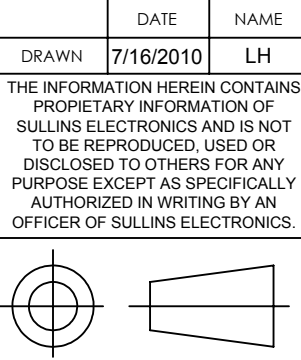 DATE NAME
DRAWN 7/16/2010 LH
THE INFORMATION HEREIN CONTAINS
PROPIETARY INFORMATION OF
SULLINS ELECTRONICS AND IS NOT
TO BE REPRODUCED, USED OR
DISCLOSED TO OTHERS FOR ANY
PURPOSE EXCEPT AS SPECIFICALLY
AUTHORIZED IN WRITING BY AN
OFFICER OF SULLINS ELECTRONICS.